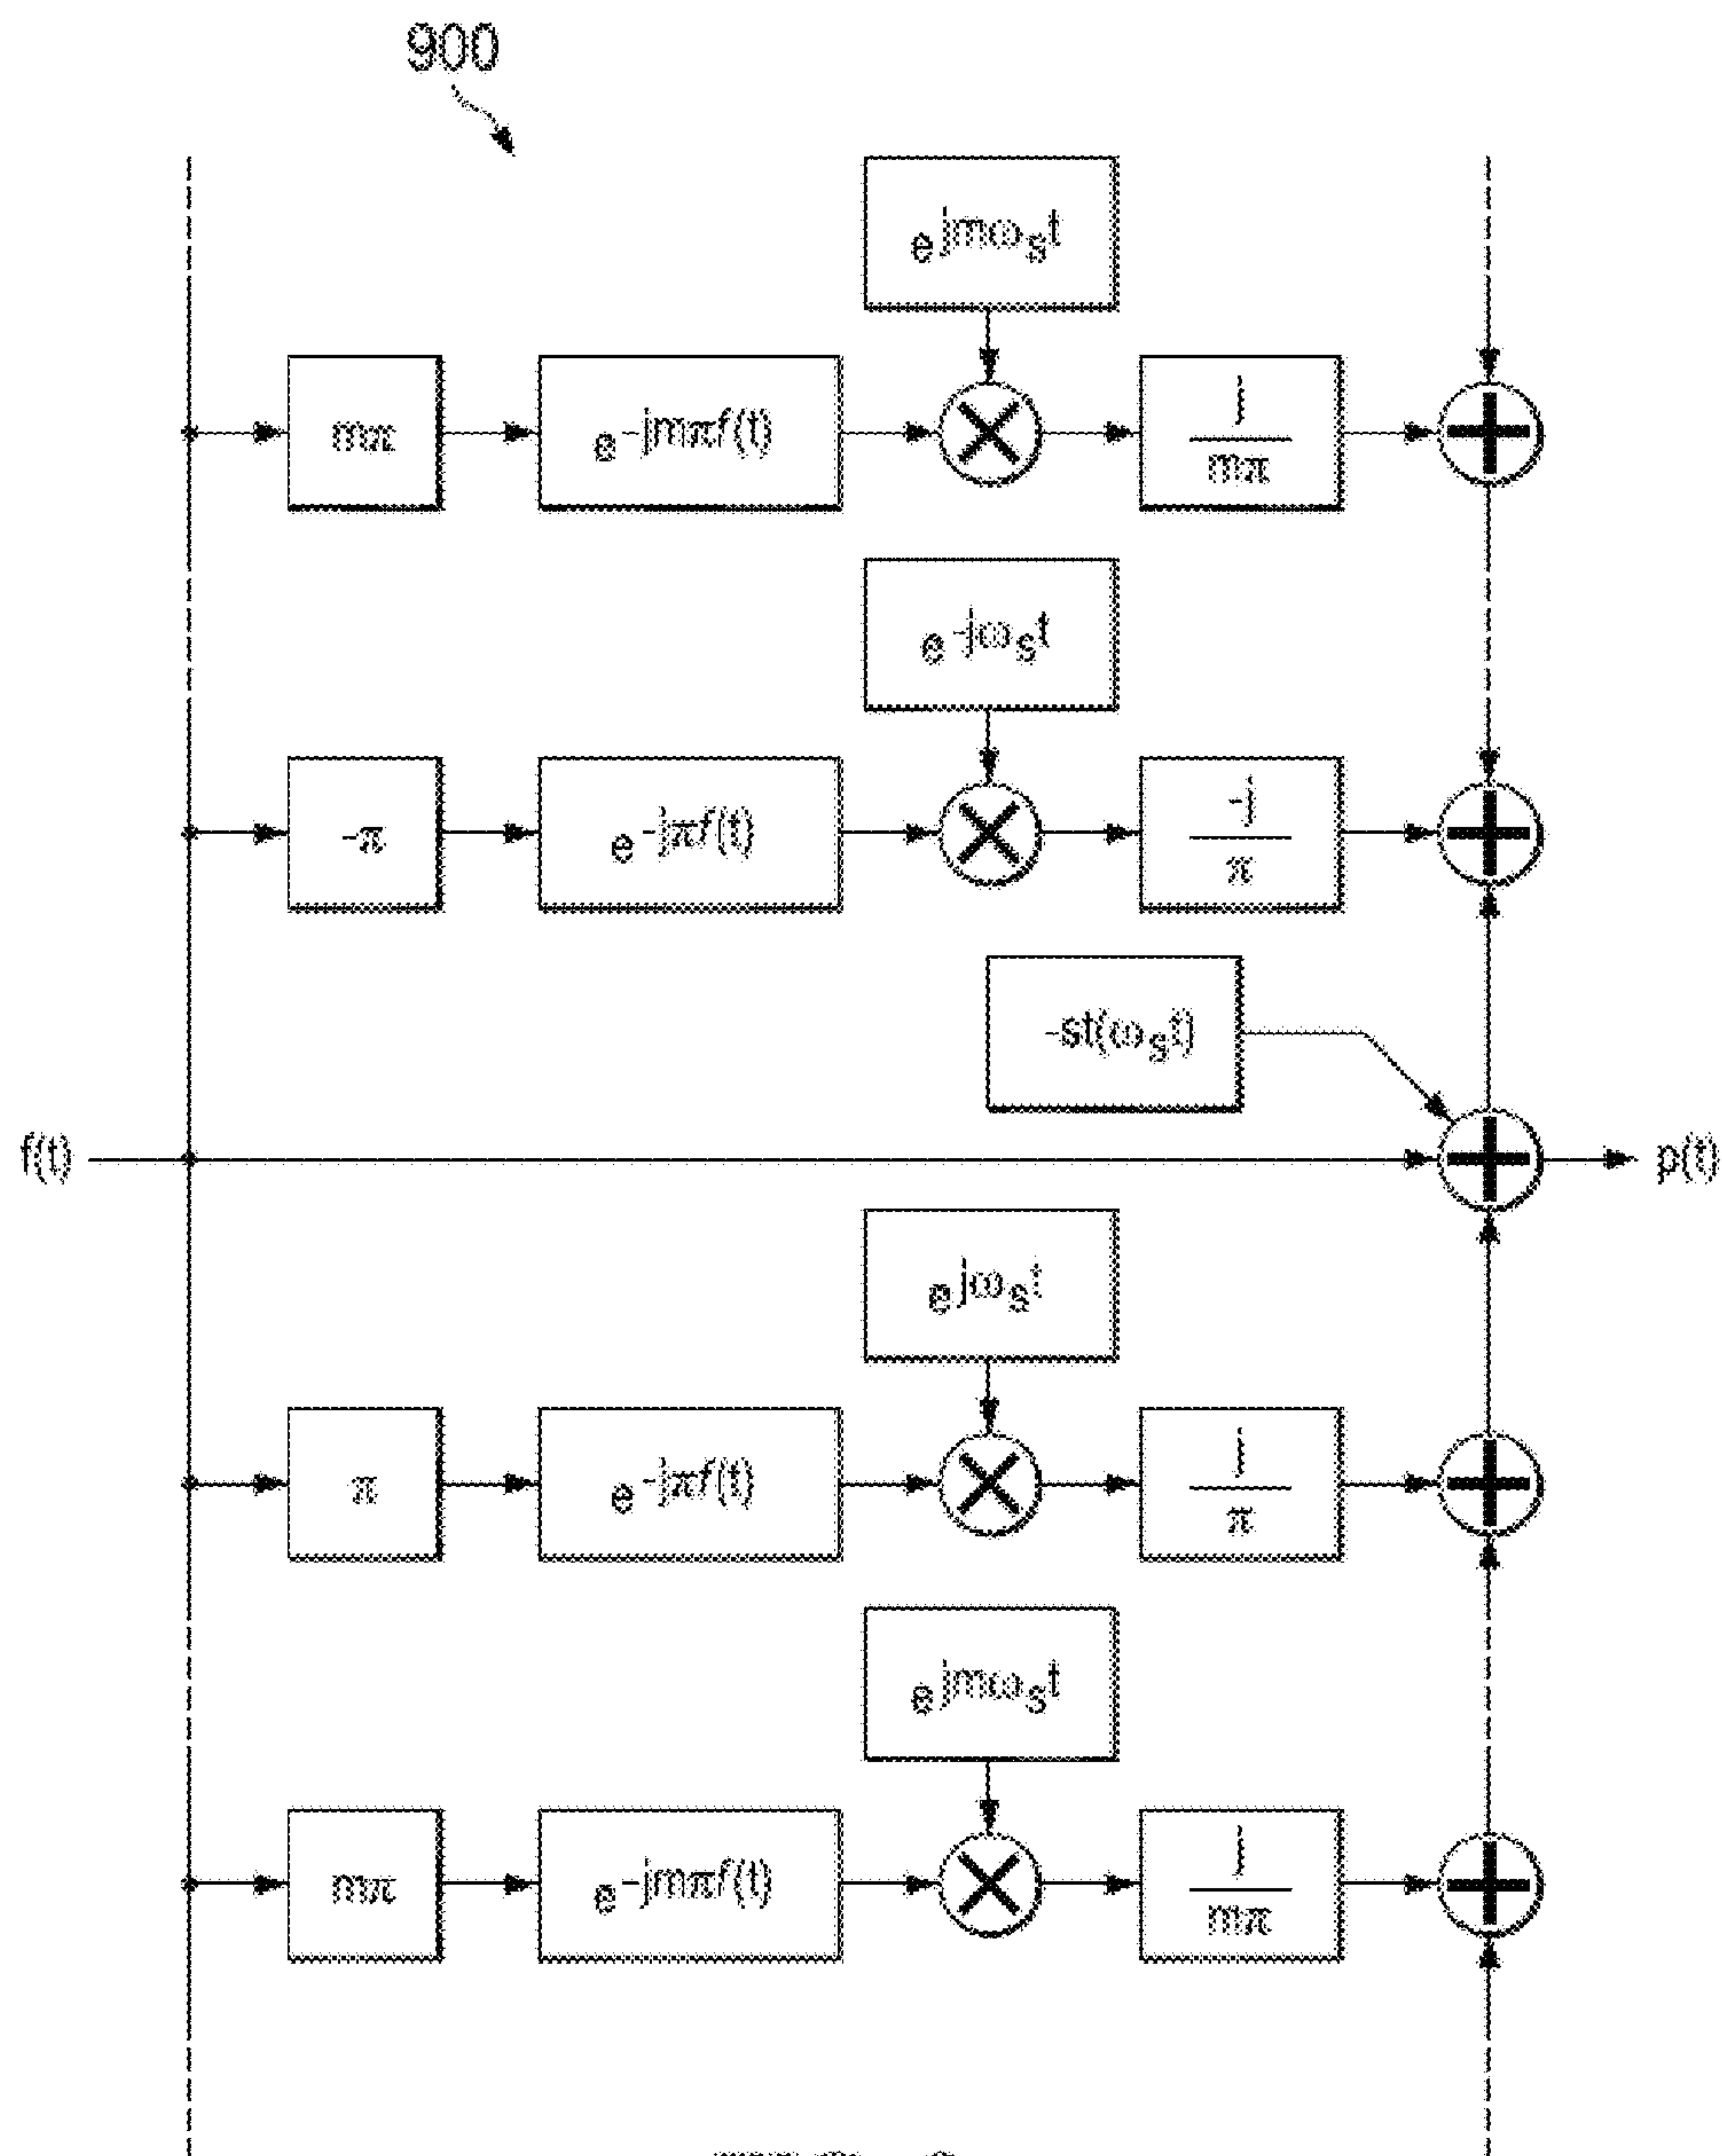 900
e^{jmω_s t}
mπ
e^{-jmπf(t)}
j/mπ
e^{-jω_s t}
-π
e^{-jπf(t)}
-j/π
-st(ω_s t)
f(t)
p(t)
e^{jω_s t}
π
e^{-jπf(t)}
j/π
e^{jmω_s t}
mπ
e^{-jmπf(t)}
j/mπ